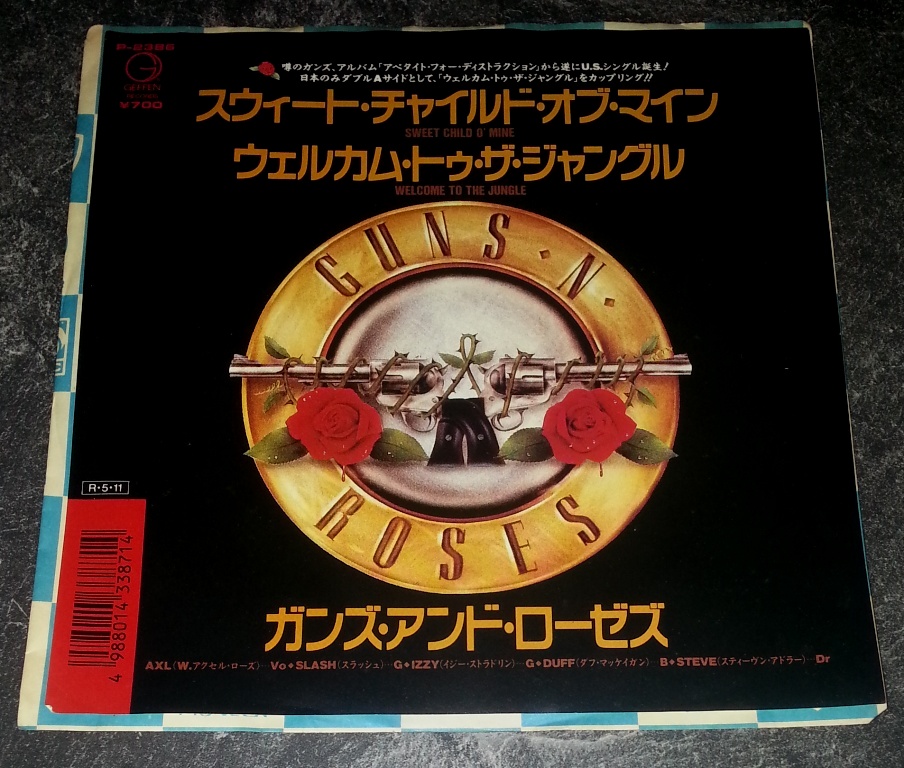 P-2386
GEFFEN
¥700
噂のガンズ、アルバム「アペタイト・フォー・ディストラクション」から遂にU.S.シングル誕生!
日本のみダブルAサイドとして、「ウェルカム・トゥ・ザ・ジャングル」をカップリング!!
スウィート・チャイルド・オブ・マイン
SWEET CHILD O' MINE
ウェルカム・トゥ・ザ・ジャングル
WELCOME TO THE JUNGLE
GUNS·N·
ROSES
R·5·11
4 988014 338714
ガンズ・アンド・ローゼズ
AXL(W.アクセル・ローズ)…Vo◆SLASH(スラッシュ)…G◆IZZY(イジー・ストラドリン)…G◆DUFF(ダフ・マッケイガン)…B◆STEVE(スティーヴン・アドラー)…Dr